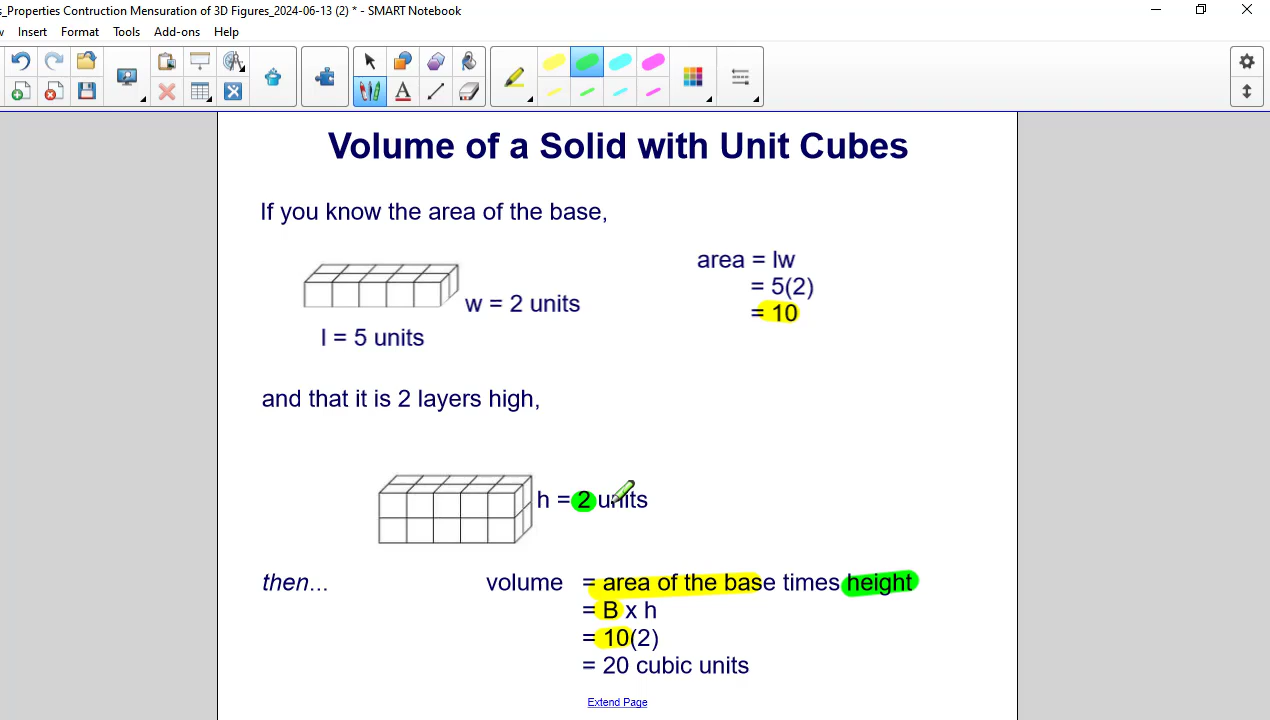 s_Properties Contruction Mensuration of 3D Figures_2024-06-13 (2) * - SMART Notebook
w Insert Format Tools Add-ons Help
Volume of a Solid with Unit Cubes
If you know the area of the base,
area = lw
= 5(2)
= 10
w = 2 units
l = 5 units
and that it is 2 layers high,
h = 2 units
then... volume = area of the base times height
= B x h
= 10(2)
= 20 cubic units
Extend Page